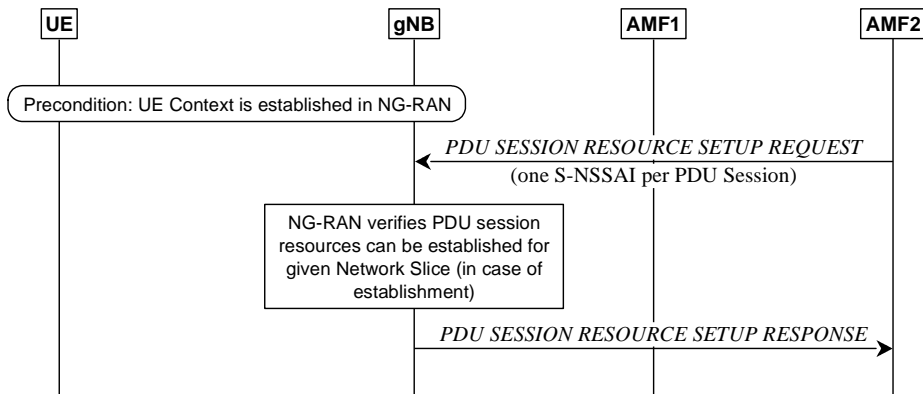 UE
gNB
AMF1
AMF2
Precondition: UE Context is established in NG-RAN
PDU SESSION RESOURCE SETUP REQUEST
(one S-NSSAI per PDU Session)
NG-RAN verifies PDU session
resources can be established for
given Network Slice (in case of
establishment)
PDU SESSION RESOURCE SETUP RESPONSE